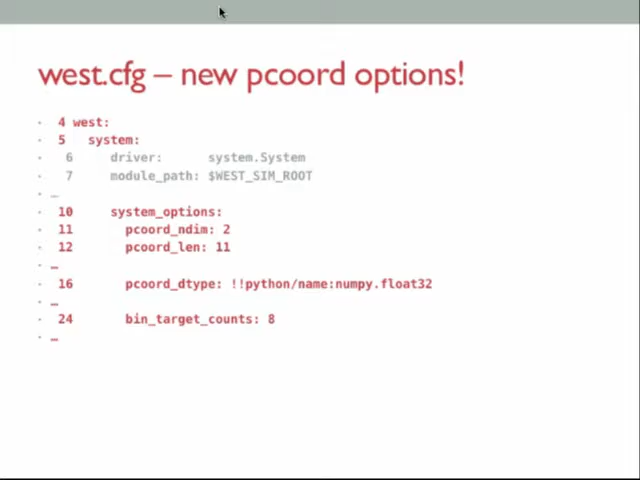 west.cfg – new pcoord options!
· 4 west:
· 5 system:
· 6 driver: system.System
· 7 module_path: $WEST_SIM_ROOT
· …
· 10 system_options:
· 11 pcoord_ndim: 2
· 12 pcoord_len: 11
· …
· 16 pcoord_dtype: !!python/name:numpy.float32
· …
· 24 bin_target_counts: 8
· …